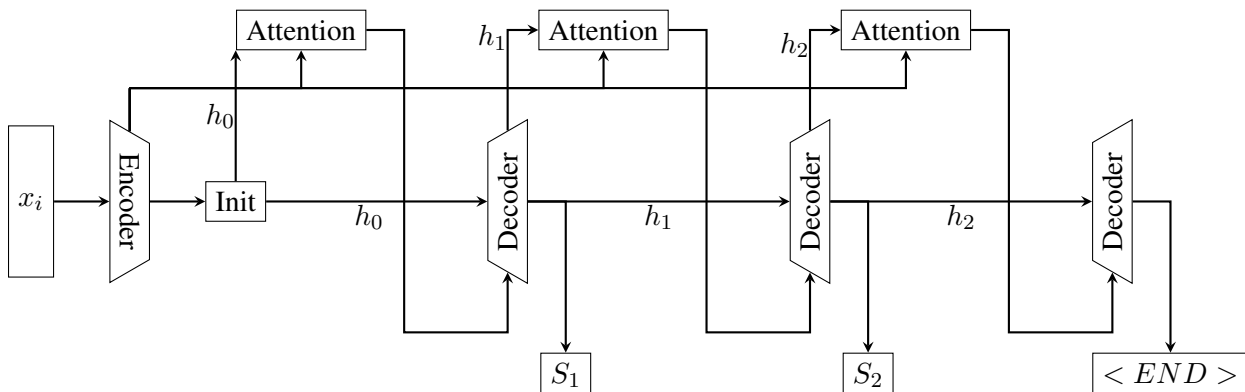 Attention
Attention
Attention
h₁
h₂
h₀
xᵢ
Encoder
Init
h₀
Decoder
h₁
Decoder
h₂
Decoder
S₁
S₂
< END >